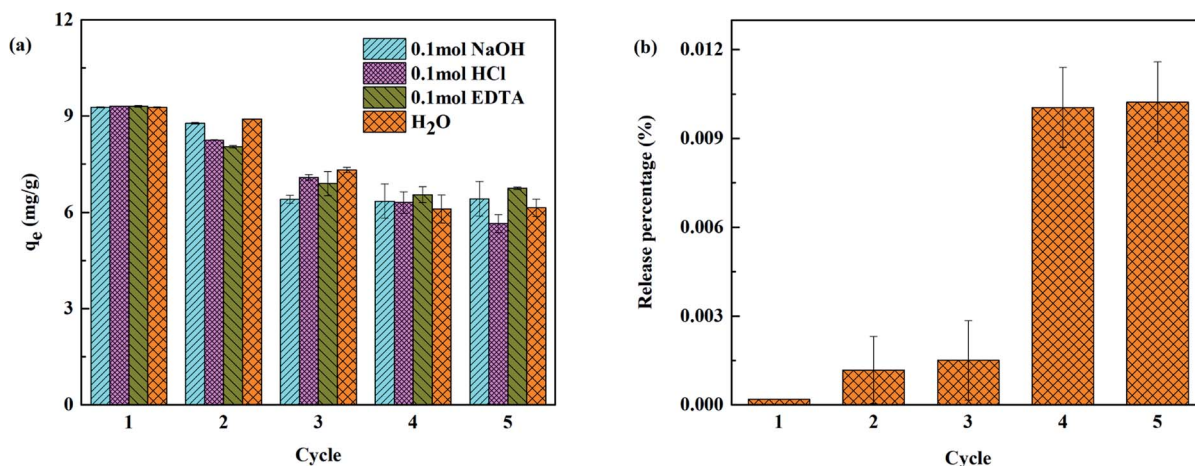 (a)
qe (mg/g)
12
9
6
3
0
0.1mol NaOH
0.1mol HCl
0.1mol EDTA
H2O
1 2 3 4 5
Cycle
(b)
Release percentage (%)
0.012
0.009
0.006
0.003
0.000
1 2 3 4 5
Cycle